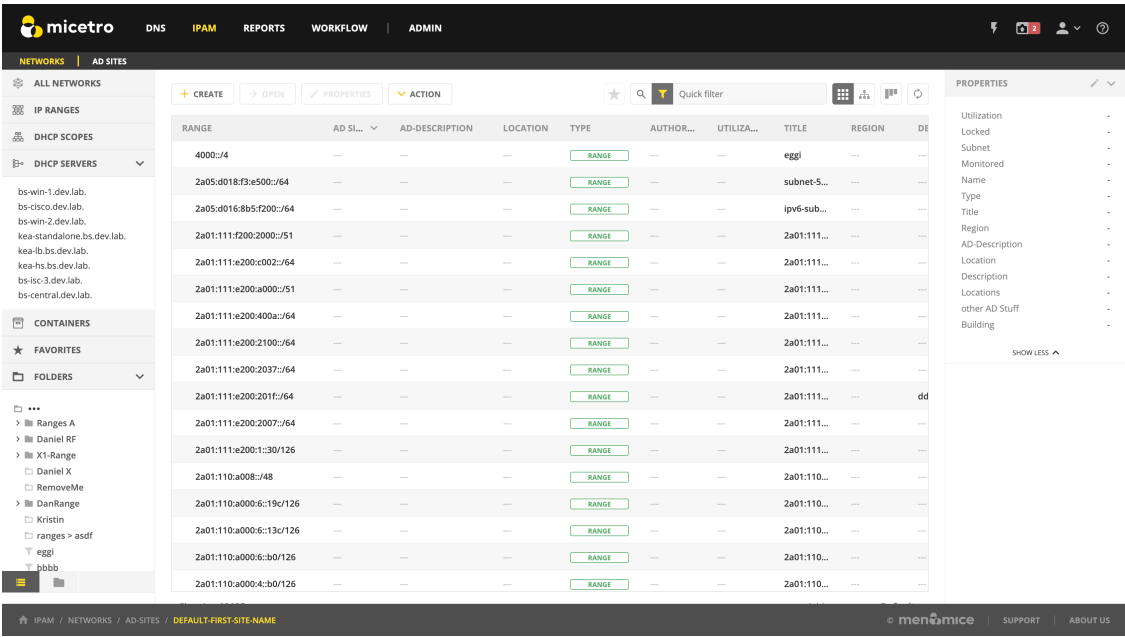 micetro DNS IPAM REPORTS WORKFLOW ADMIN 2
NETWORKS AD SITES
ALL NETWORKS
IP RANGES
DHCP SCOPES
DHCP SERVERS
bs-win-1.dev.lab.
bs-cisco.dev.lab.
bs-win-2.dev.lab.
kea-standalone.bs.dev.lab.
kea-lb.bs.dev.lab.
kea-hs.bs.dev.lab.
bs-isc-3.dev.lab.
bs-central.dev.lab.
CONTAINERS
FAVORITES
FOLDERS
•••
Ranges A
Daniel RF
X1-Range
Daniel X
RemoveMe
DanRange
Kristin
ranges > asdf
eggi
bbbb
CREATE OPEN PROPERTIES ACTION Quick filter
RANGE AD SI... AD-DESCRIPTION LOCATION TYPE AUTHOR... UTILIZA... TITLE REGION DE
4000::/4 --- --- --- RANGE --- --- eggi --- ---
2a05:d018:f3:e500::/64 --- --- --- RANGE --- --- subnet-5... --- ---
2a05:d016:8b5:f200::/64 --- --- --- RANGE --- --- ipv6-sub... --- ---
2a01:111:f200:2000::/51 --- --- --- RANGE --- --- 2a01:111... --- ---
2a01:111:e200:c002::/64 --- --- --- RANGE --- --- 2a01:111... --- ---
2a01:111:e200:a000::/51 --- --- --- RANGE --- --- 2a01:111... --- ---
2a01:111:e200:400a::/64 --- --- --- RANGE --- --- 2a01:111... --- ---
2a01:111:e200:2100::/64 --- --- --- RANGE --- --- 2a01:111... --- ---
2a01:111:e200:2037::/64 --- --- --- RANGE --- --- 2a01:111... --- ---
2a01:111:e200:201f::/64 --- --- --- RANGE --- --- 2a01:111... --- dd
2a01:111:e200:2007::/64 --- --- --- RANGE --- --- 2a01:111... --- ---
2a01:111:e200:1::30/126 --- --- --- RANGE --- --- 2a01:111... --- ---
2a01:110:a008::/48 --- --- --- RANGE --- --- 2a01:110... --- ---
2a01:110:a000:6::19c/126 --- --- --- RANGE --- --- 2a01:110... --- ---
2a01:110:a000:6::13c/126 --- --- --- RANGE --- --- 2a01:110... --- ---
2a01:110:a000:6::b0/126 --- --- --- RANGE --- --- 2a01:110... --- ---
2a01:110:a000:4::b0/126 --- --- --- RANGE --- --- 2a01:110... --- ---
PROPERTIES
Utilization -
Locked -
Subnet -
Monitored -
Name -
Type -
Title -
Region -
AD-Description -
Location -
Description -
Locations -
other AD Stuff -
Building -
SHOW LESS
IPAM / NETWORKS / AD-SITES / DEFAULT-FIRST-SITE-NAME © men&mice SUPPORT ABOUT US